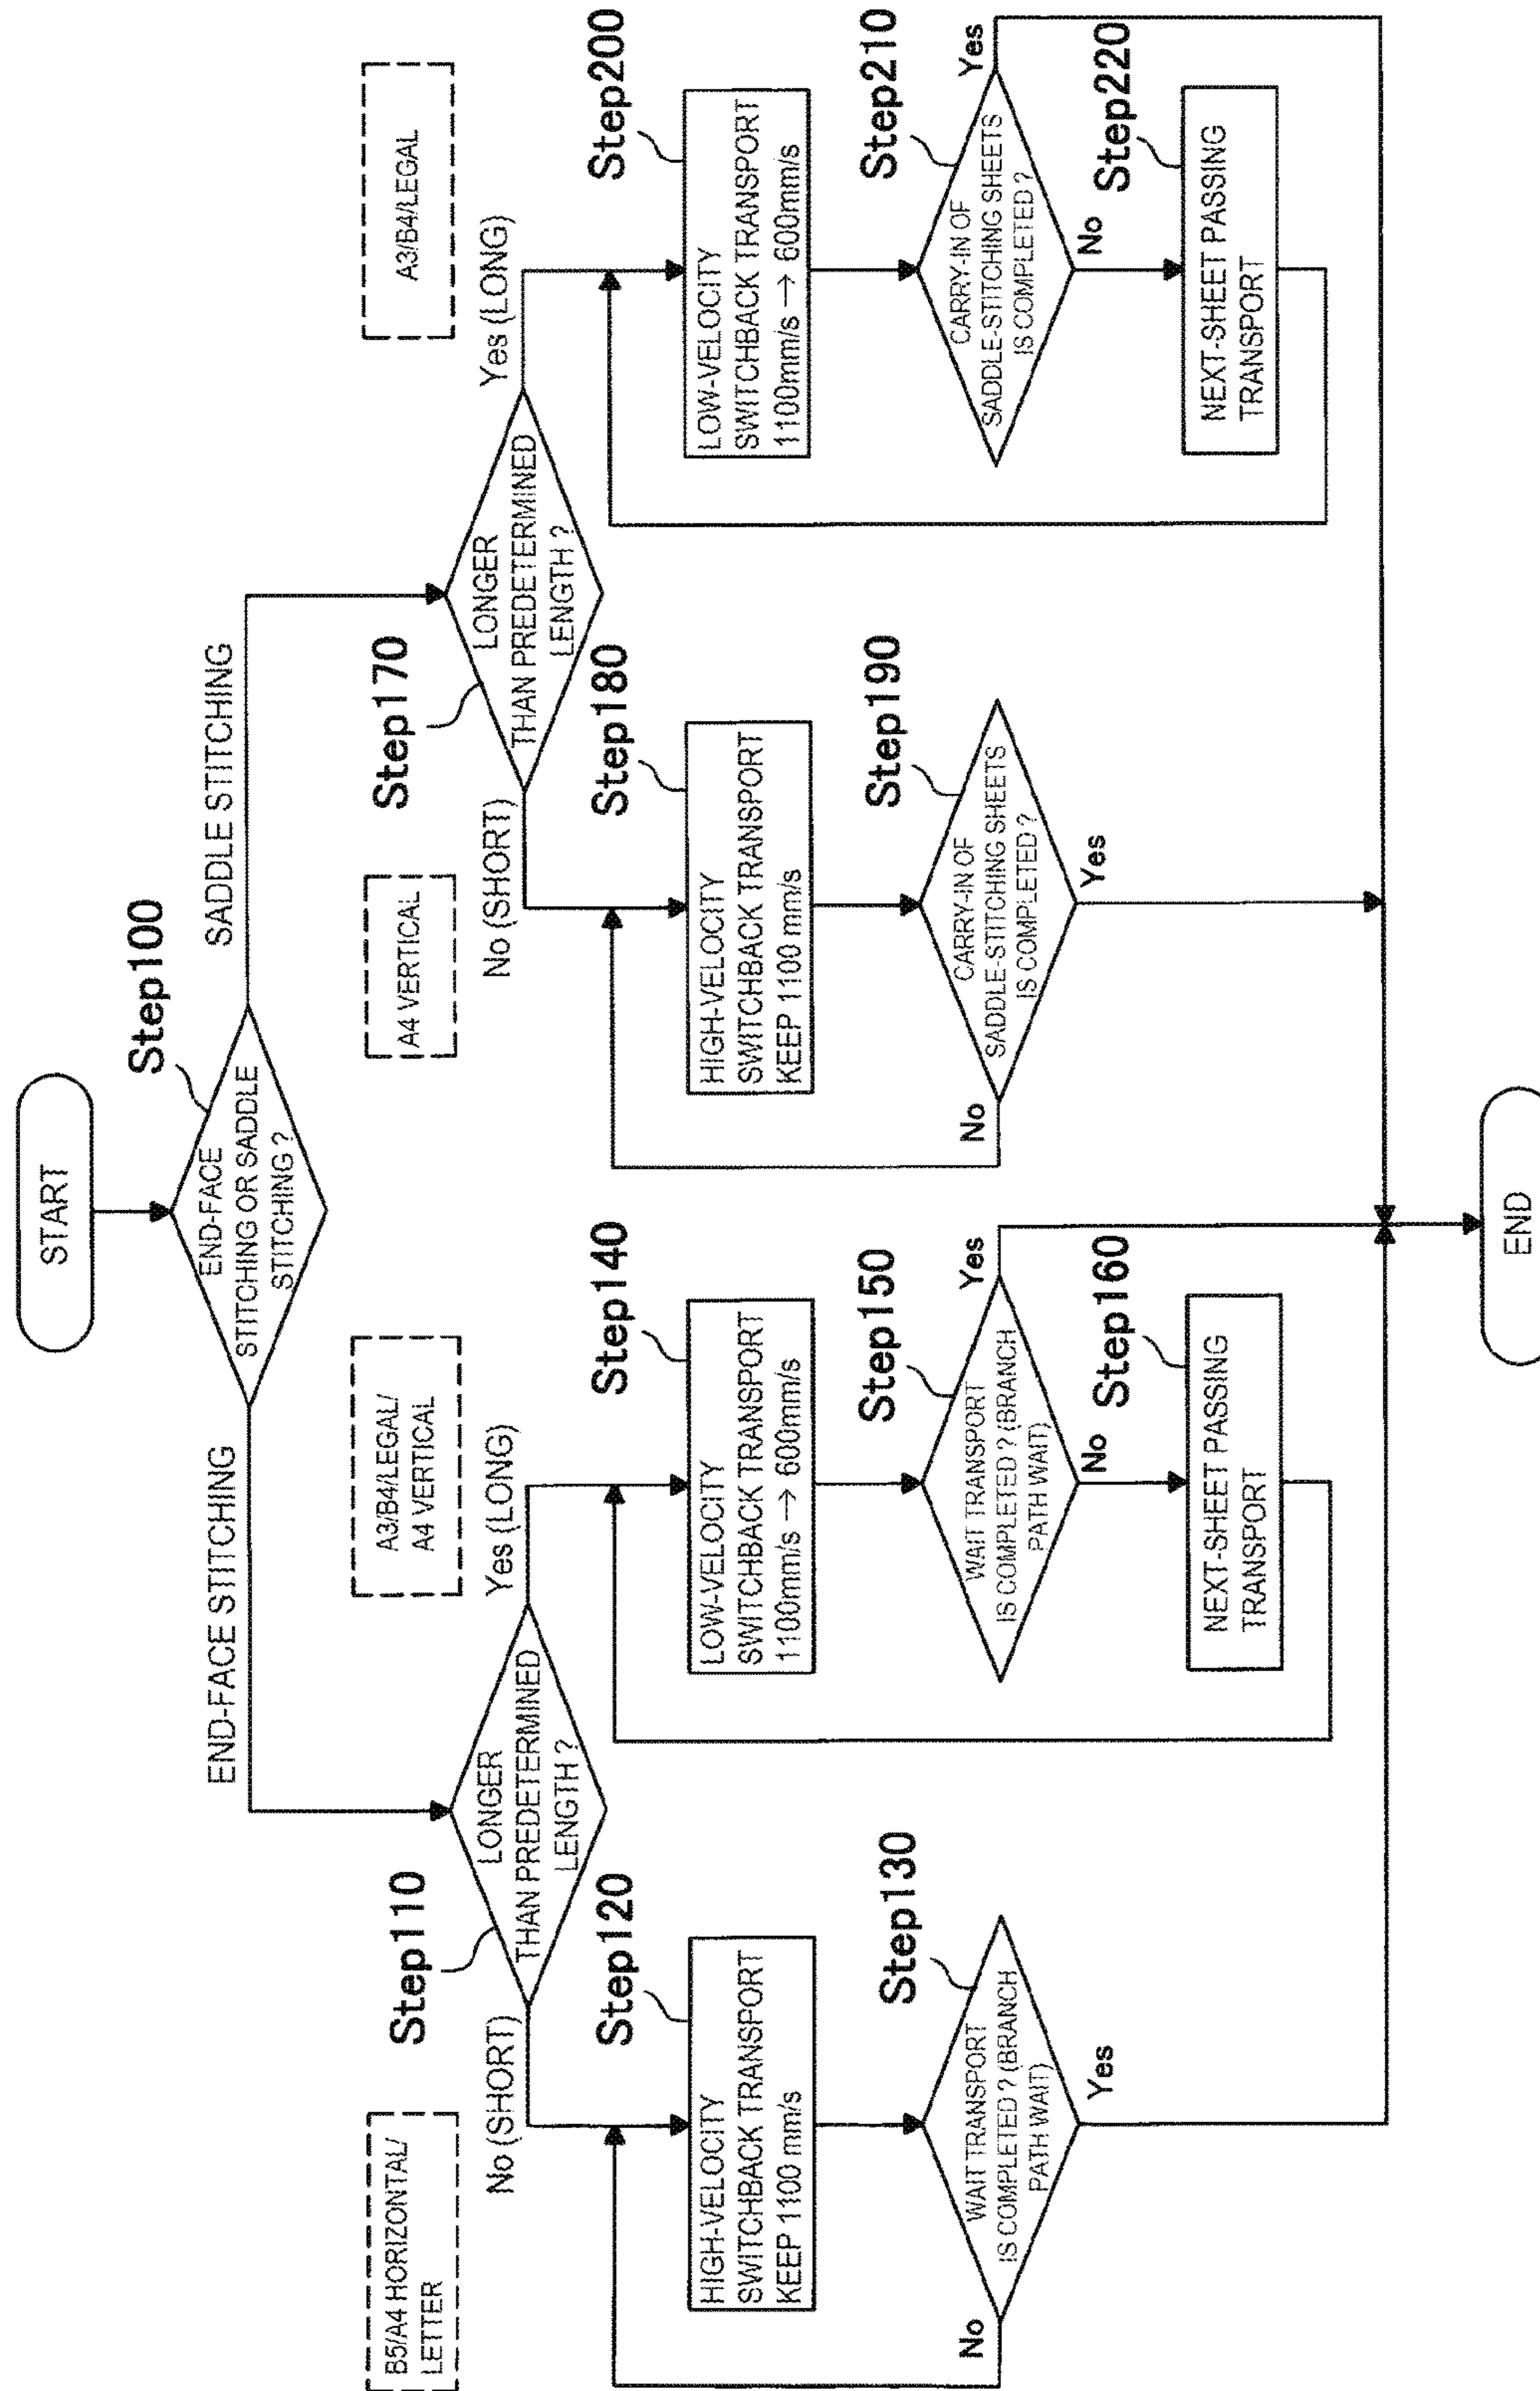 START
Step100
END-FACE
STITCHING OR SADDLE
STITCHING ?
END-FACE STITCHING
SADDLE STITCHING
B5/A4 HORIZONTAL/
LETTER
Step110
LONGER
THAN PREDETERMINED
LENGTH ?
No (SHORT)
Yes (LONG)
A3/B4/LEGAL/
A4 VERTICAL
Step120
HIGH-VELOCITY
SWITCHBACK TRANSPORT
KEEP 1100 mm/s
Step130
WAIT TRANSPORT
IS COMPLETED ? (BRANCH
PATH WAIT)
No
Yes
Step140
LOW-VELOCITY
SWITCHBACK TRANSPORT
1100mm/s → 600mm/s
Step150
WAIT TRANSPORT
IS COMPLETED ? (BRANCH
PATH WAIT)
Yes
No
Step160
NEXT-SHEET PASSING
TRANSPORT
A4 VERTICAL
Step170
LONGER
THAN PREDETERMINED
LENGTH ?
No (SHORT)
Yes (LONG)
A3/B4/LEGAL
Step180
HIGH-VELOCITY
SWITCHBACK TRANSPORT
KEEP 1100 mm/s
Step190
CARRY-IN OF
SADDLE-STITCHING SHEETS
IS COMPLETED ?
No
Yes
Step200
LOW-VELOCITY
SWITCHBACK TRANSPORT
1100mm/s → 600mm/s
Step210
CARRY-IN OF
SADDLE-STITCHING SHEETS
IS COMPLETED ?
Yes
No
Step220
NEXT-SHEET PASSING
TRANSPORT
END